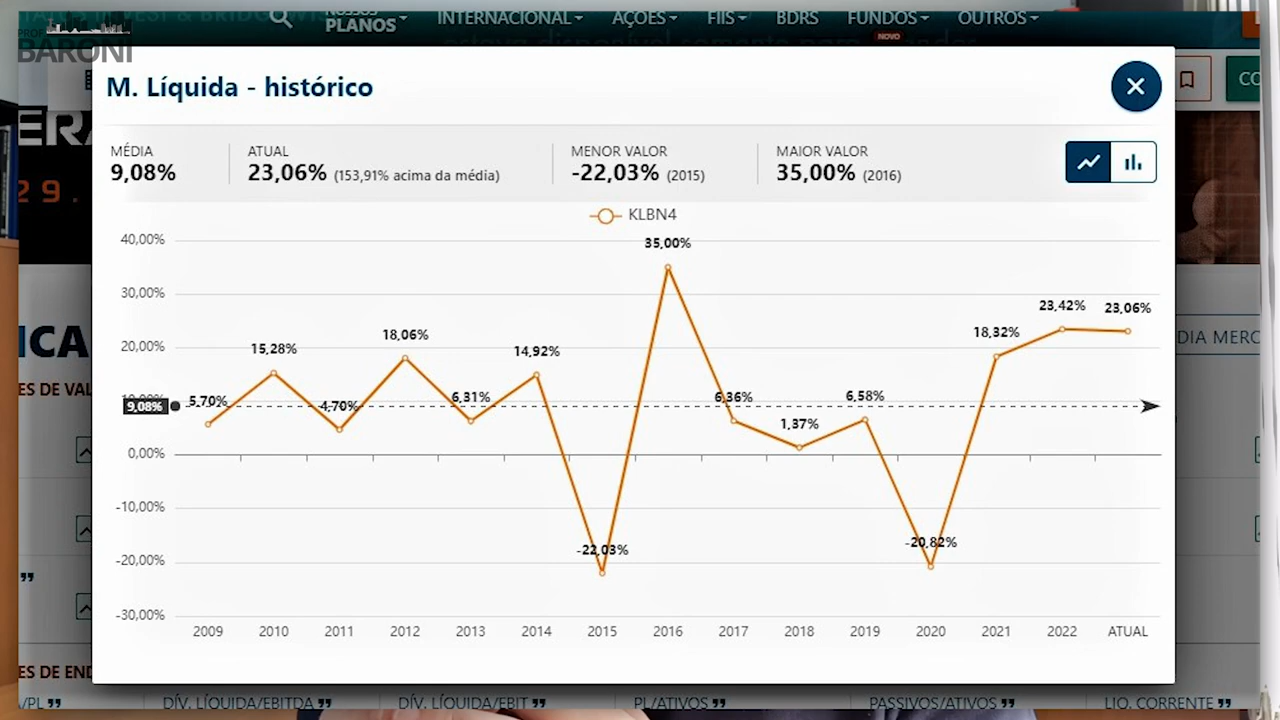 NOSSOS
PLANOS
INTERNACIONAL
AÇÕES
FIIS
BDRS
FUNDOS
OUTROS
NOVO
PROF
BARONI
M. Líquida - histórico
MÉDIA
9,08%
ATUAL
23,06% (153,91% acima da média)
MENOR VALOR
-22,03% (2015)
MAIOR VALOR
35,00% (2016)
KLBN4
40,00%
30,00%
20,00%
10,00%
9,08%
0,00%
-10,00%
-20,00%
-30,00%
5,70%
15,28%
4,70%
18,06%
6,31%
14,92%
-22,03%
35,00%
6,36%
1,37%
6,58%
-20,82%
18,32%
23,42%
23,06%
2009 2010 2011 2012 2013 2014 2015 2016 2017 2018 2019 2020 2021 2022 ATUAL
DÍV. LÍQUIDA/EBITDA
DÍV. LÍQUIDA/EBIT
PL/ATIVOS
PASSIVOS/ATIVOS
LIQ. CORRENTE